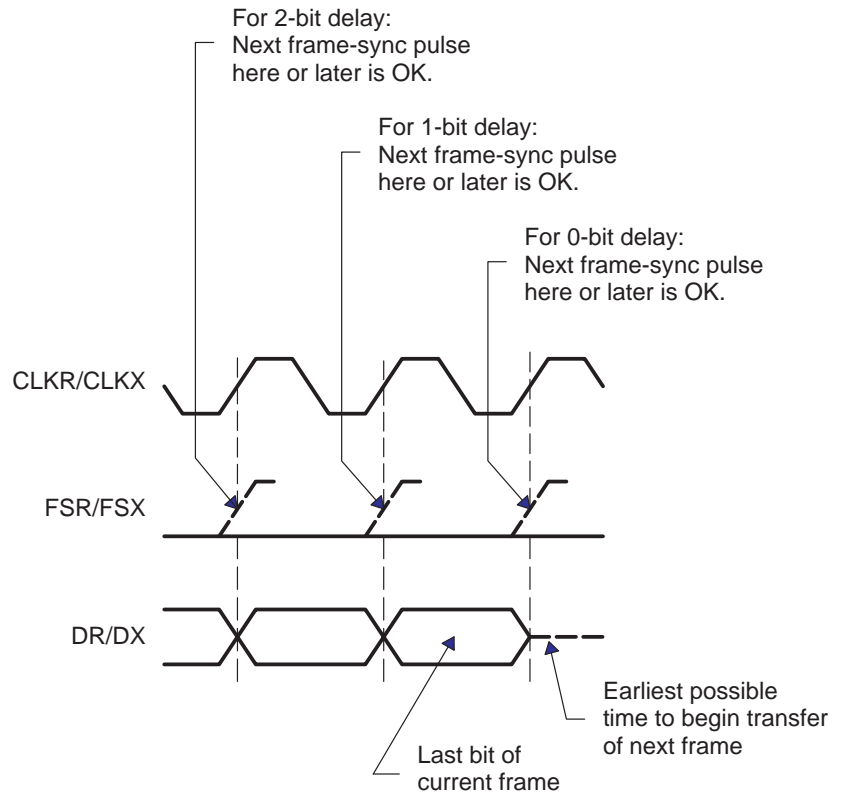 For 2-bit delay:
Next frame-sync pulse
here or later is OK.
For 1-bit delay:
Next frame-sync pulse
here or later is OK.
For 0-bit delay:
Next frame-sync pulse
here or later is OK.
CLKR/CLKX
FSR/FSX
DR/DX
Earliest possible
time to begin transfer
of next frame
Last bit of
current frame